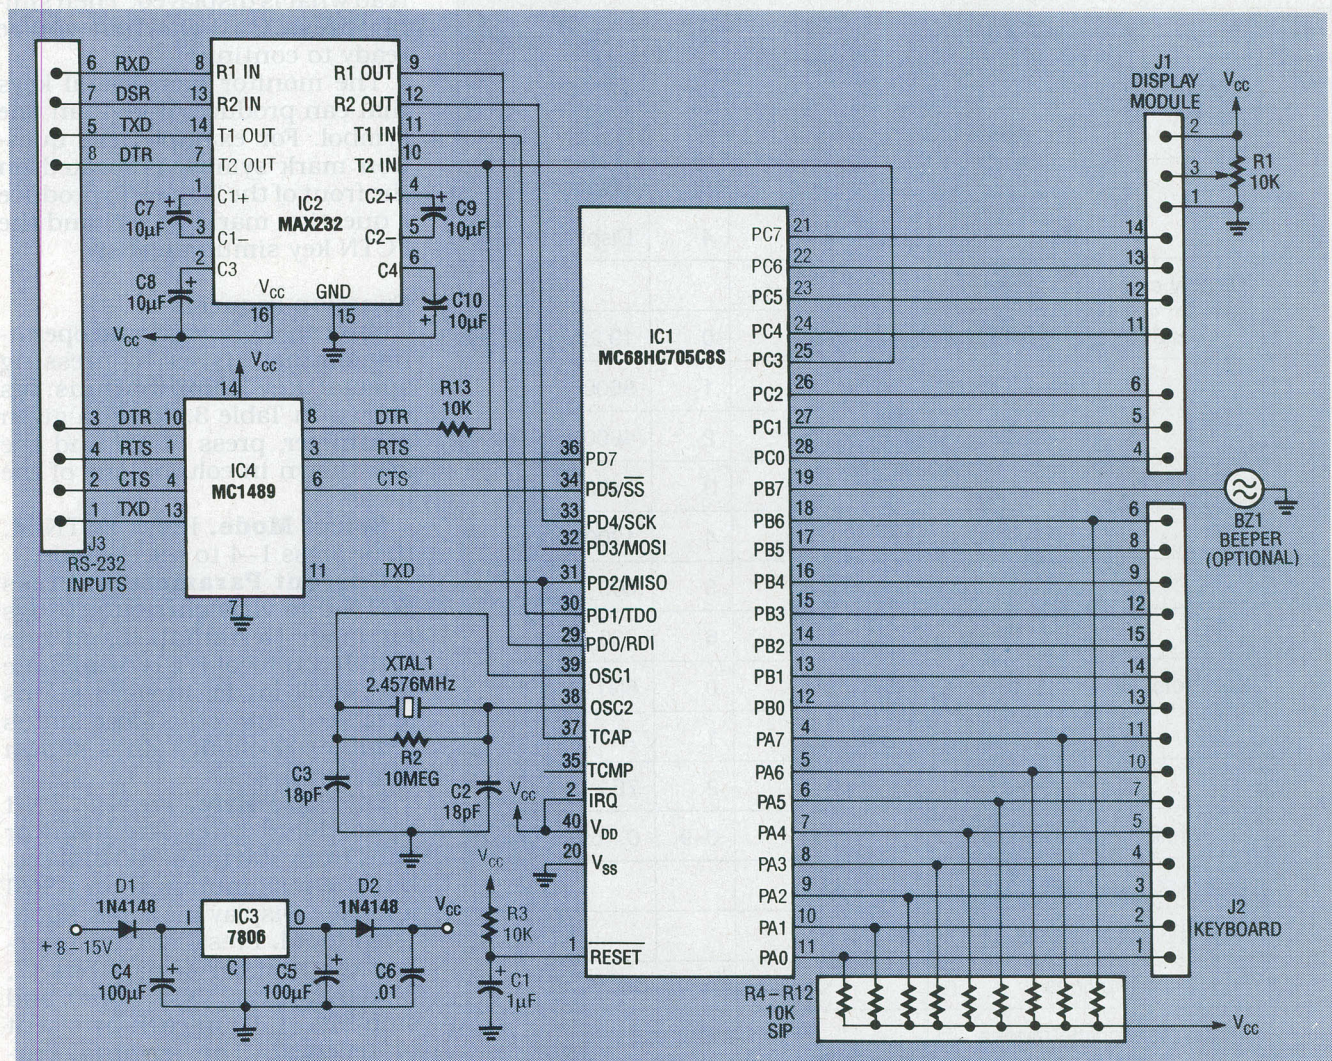 6 RXD 8 R1 IN R1 OUT 9
7 DSR 13 R2 IN R2 OUT 12
5 TXD 14 T1 OUT T1 IN 11
8 DTR 7 T2 OUT T2 IN 10
IC2
MAX232
1 C1+ C2+ 4
C7
10µF
3 C1− C2− 5
C9
10µF
2 C3 C4 6
C8
10µF
C10
10µF
VCC GND
16 15
VCC
VCC
14
3 DTR 10 8 DTR
R13
10K
4 RTS 1 3 RTS
2 CTS 4 6 CTS
1 TXD 13 11 TXD
IC4
MC1489
7
J3
RS-232
INPUTS
IC1
MC68HC705C8S
36 PD7
34 PD5/SS
33 PD4/SCK
32 PD3/MOSI
31 PD2/MISO
30 PD1/TDO
29 PD0/RDI
39 OSC1
38 OSC2
37 TCAP
35 TCMP
2 IRQ
40 VDD
20 VSS
1 RESET
XTAL1
2.4576MHz
R2
10MEG
C3
18pF
C2
18pF
VCC
VCC
R3
10K
C1
1µF
D1
1N4148
+8–15V
I IC3 O
7806
C
D2
1N4148
VCC
C4
100µF
C5
100µF
C6
.01
PC7 21 14
PC6 22 13
PC5 23 12
PC4 24 11
PC3 25
PC2 26 6
PC1 27 5
PC0 28 4
PB7 19
PB6 18 6
PB5 17 8
PB4 16 9
PB3 15 12
PB2 14 15
PB1 13 14
PB0 12 13
PA7 4 11
PA6 5 10
PA5 6 7
PA4 7 5
PA3 8 4
PA2 9 3
PA1 10 2
PA0 11 1
J1
DISPLAY
MODULE
VCC
2
3
1
R1
10K
BZ1
BEEPER
(OPTIONAL)
J2
KEYBOARD
R4–R12
10K
SIP
VCC